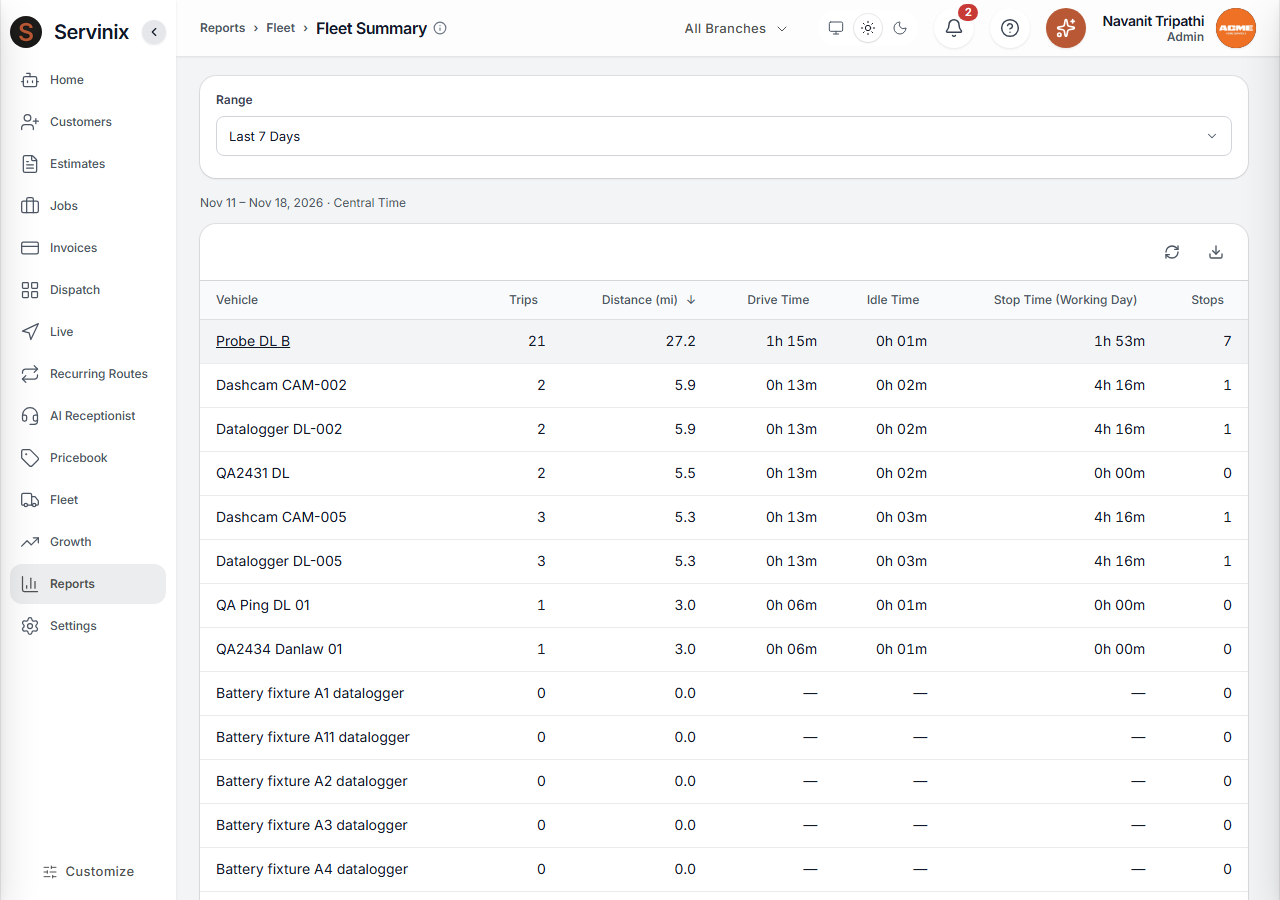 S Servinix
Reports › Fleet › Fleet Summary
All Branches
2
Navanit Tripathi
Admin
ACME
Home
Customers
Estimates
Jobs
Invoices
Dispatch
Live
Recurring Routes
AI Receptionist
Pricebook
Fleet
Growth
Reports
Settings
Customize
Range
Last 7 Days
Nov 11 – Nov 18, 2026 · Central Time
Vehicle Trips Distance (mi) ↓ Drive Time Idle Time Stop Time (Working Day) Stops
Probe DL B 21 27.2 1h 15m 0h 01m 1h 53m 7
Dashcam CAM-002 2 5.9 0h 13m 0h 02m 4h 16m 1
Datalogger DL-002 2 5.9 0h 13m 0h 02m 4h 16m 1
QA2431 DL 2 5.5 0h 13m 0h 02m 0h 00m 0
Dashcam CAM-005 3 5.3 0h 13m 0h 03m 4h 16m 1
Datalogger DL-005 3 5.3 0h 13m 0h 03m 4h 16m 1
QA Ping DL 01 1 3.0 0h 06m 0h 01m 0h 00m 0
QA2434 Danlaw 01 1 3.0 0h 06m 0h 01m 0h 00m 0
Battery fixture A1 datalogger 0 0.0 — — — 0
Battery fixture A11 datalogger 0 0.0 — — — 0
Battery fixture A2 datalogger 0 0.0 — — — 0
Battery fixture A3 datalogger 0 0.0 — — — 0
Battery fixture A4 datalogger 0 0.0 — — — 0